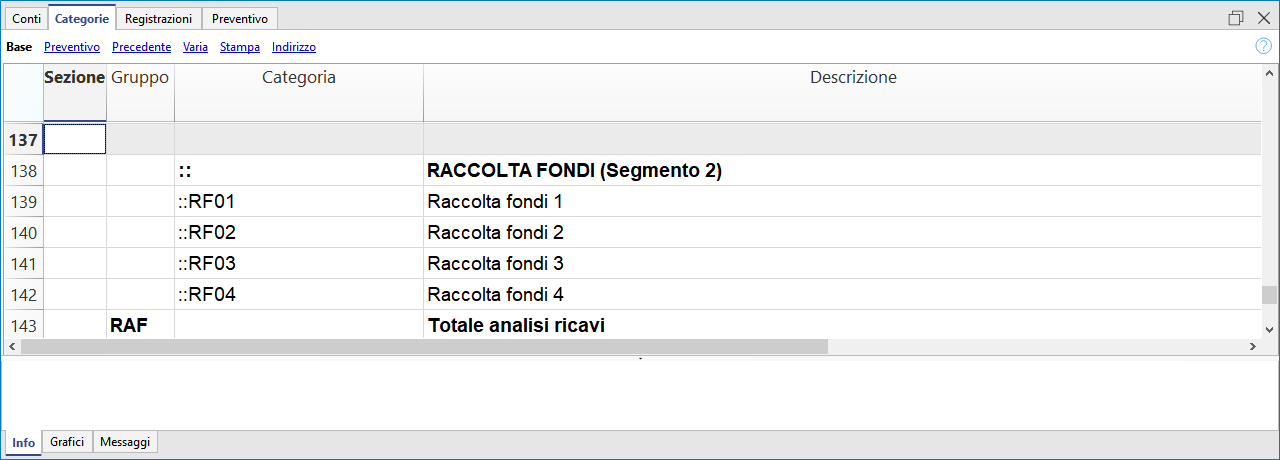 Conti Categorie Registrazioni Preventivo
Base Preventivo Precedente Varia Stampa Indirizzo ?
Sezione Gruppo Categoria Descrizione
137
138 :: RACCOLTA FONDI (Segmento 2)
139 ::RF01 Raccolta fondi 1
140 ::RF02 Raccolta fondi 2
141 ::RF03 Raccolta fondi 3
142 ::RF04 Raccolta fondi 4
143 RAF Totale analisi ricavi
Info Grafici Messaggi